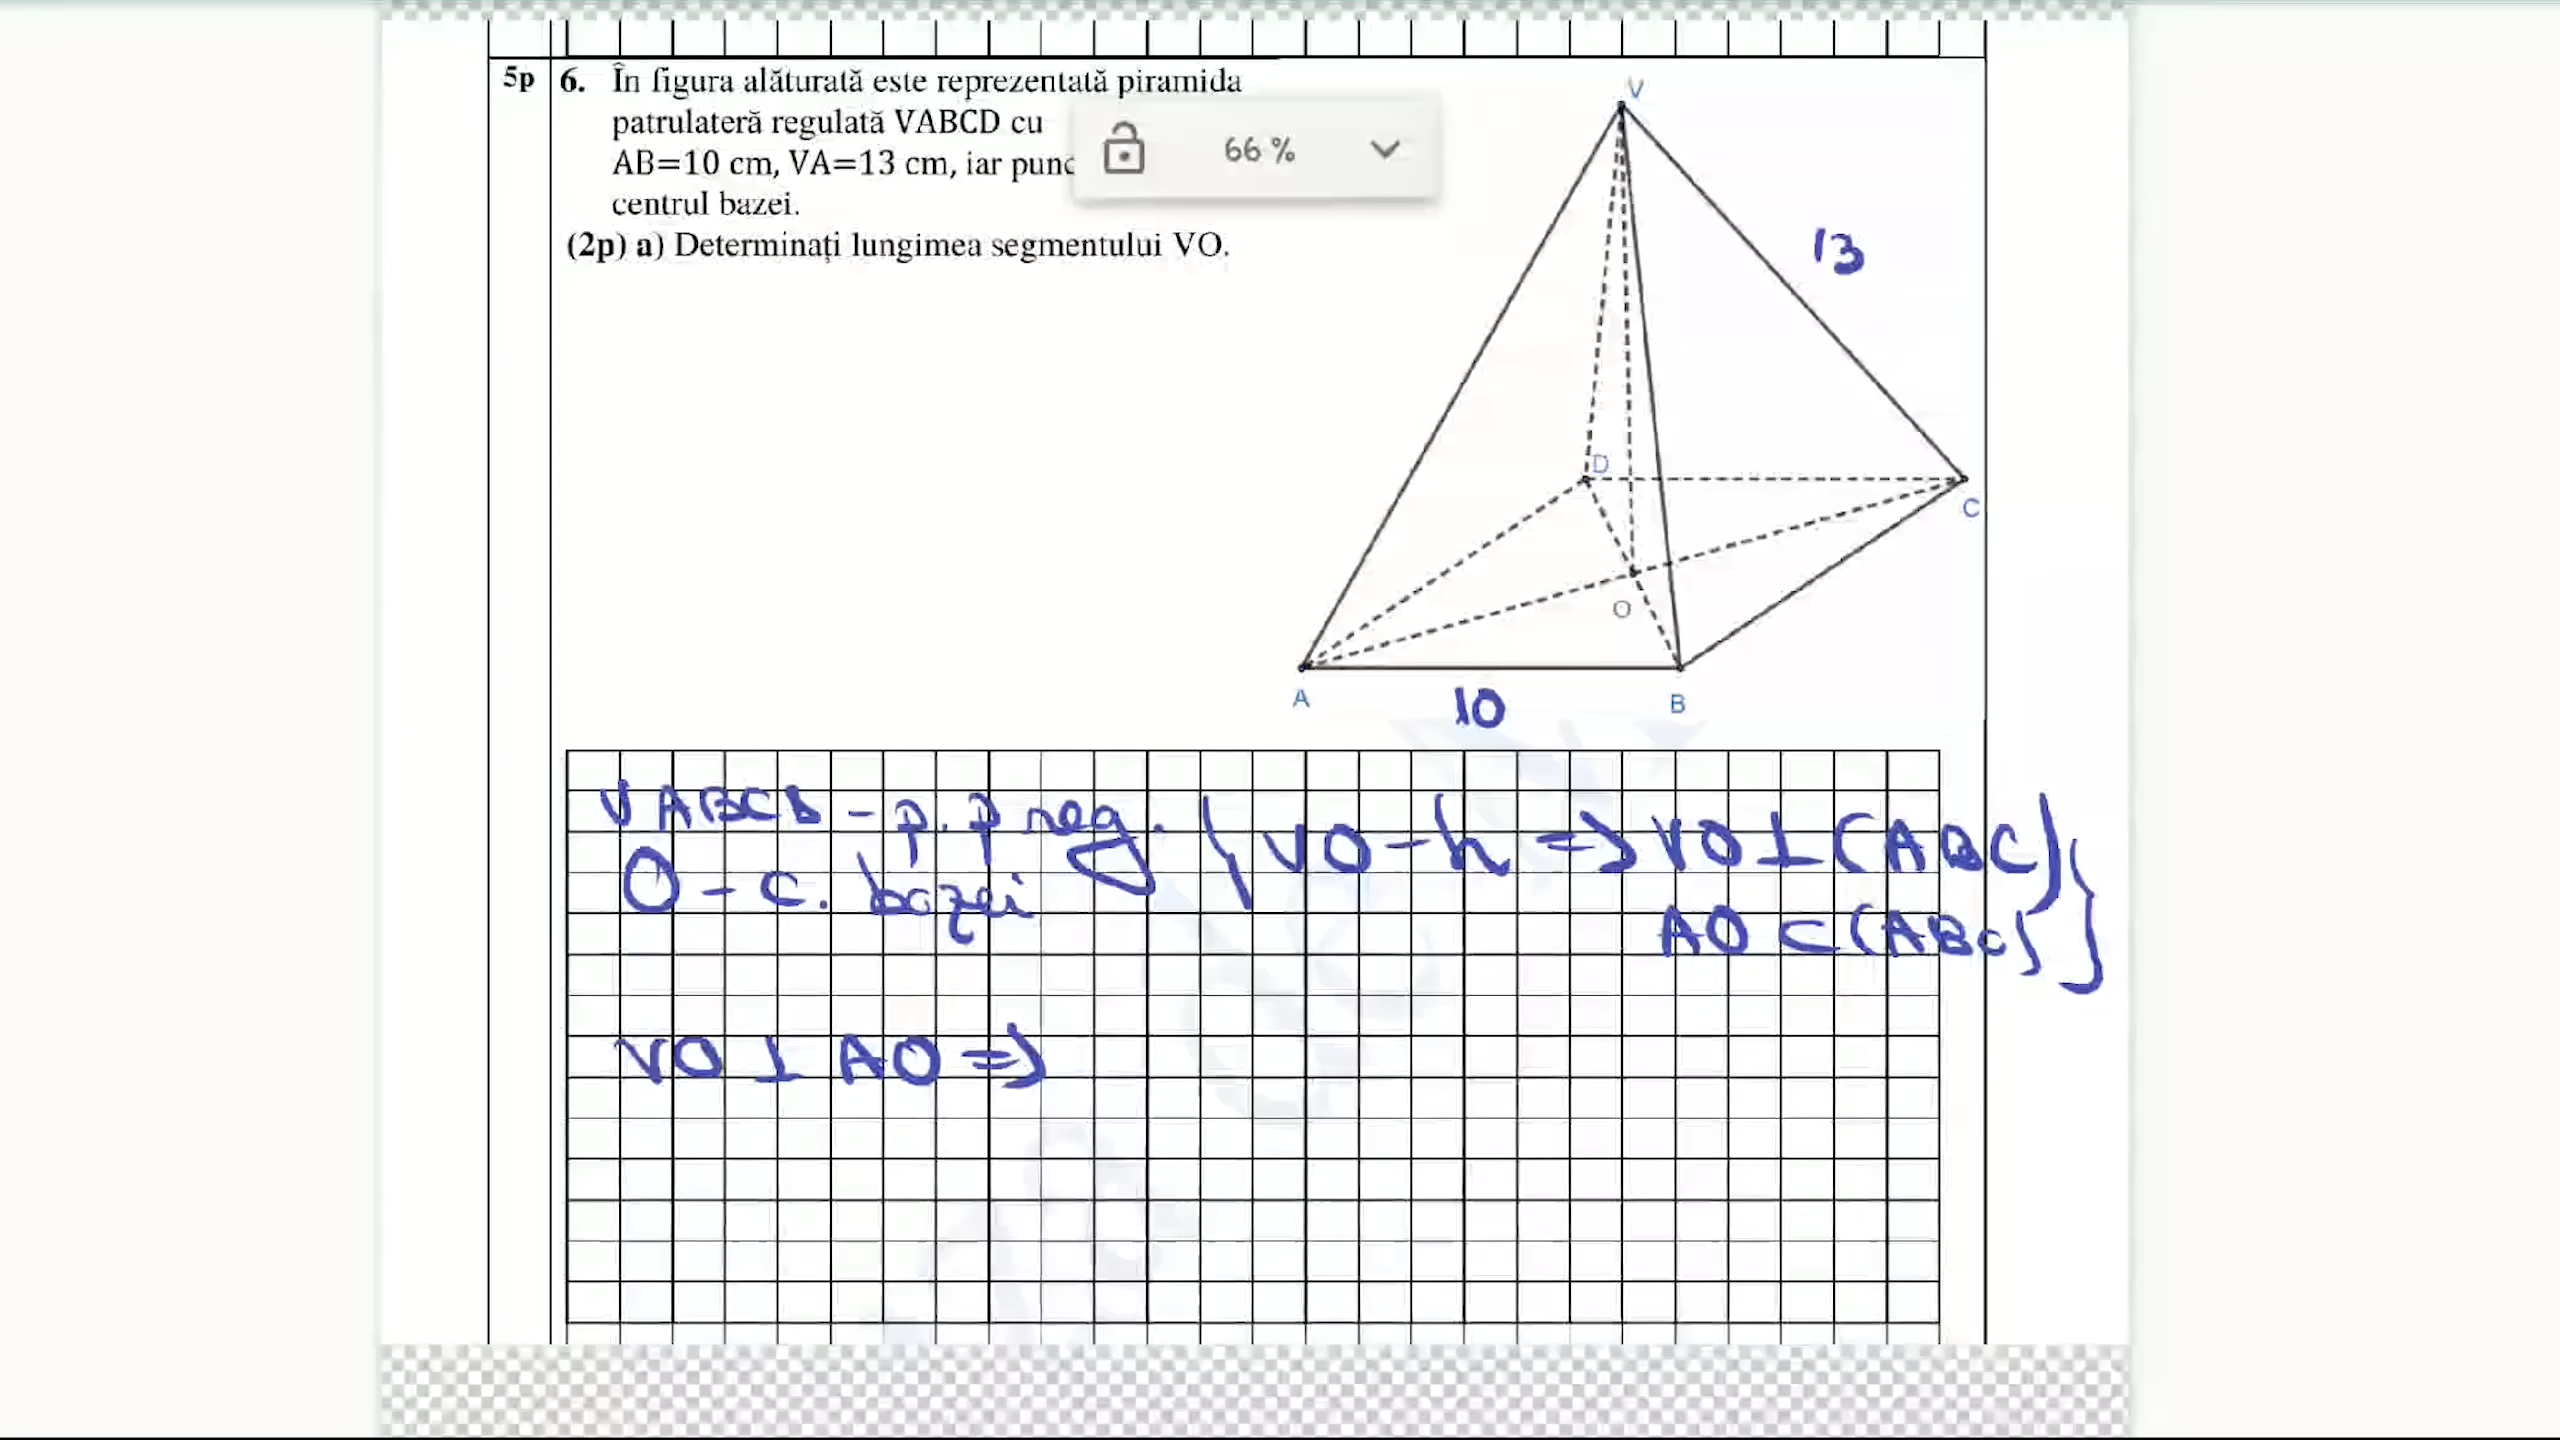 5p 6. În figura alăturată este reprezentată piramida
patrulateră regulată VABCD cu
AB=10 cm, VA=13 cm, iar punc
centrul bazei.
(2p) a) Determinați lungimea segmentului VO.
66 %
V
13
D
C
O
A
10
B
VABCD - p. p reg. } VO - h => VO ⊥ (ABC) }
O - c. bazei
AO ⊂ (ABC)
VO ⊥ AO =>